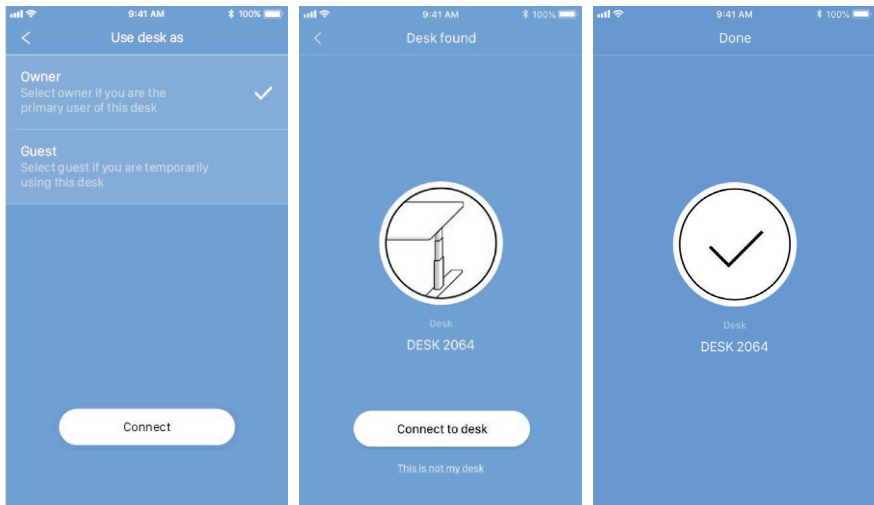 9:41 AM
100%
Use desk as
Owner
Select owner if you are the
primary user of this desk
Guest
Select guest if you are temporarily
using this desk
Connect
9:41 AM
100%
Desk found
Desk
DESK 2064
Connect to desk
This is not my desk
9:41 AM
100%
Done
Desk
DESK 2064